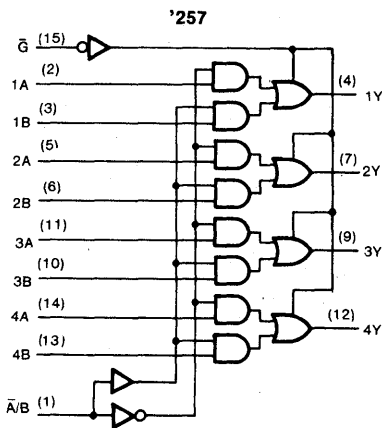 '257
G̅ (15)
(2)
1A
(4)
1Y
(3)
1B
(5)
2A
(7)
2Y
(6)
2B
(11)
3A
(9)
3Y
(10)
3B
(14)
4A
(12)
4Y
(13)
4B
A̅/B (1)